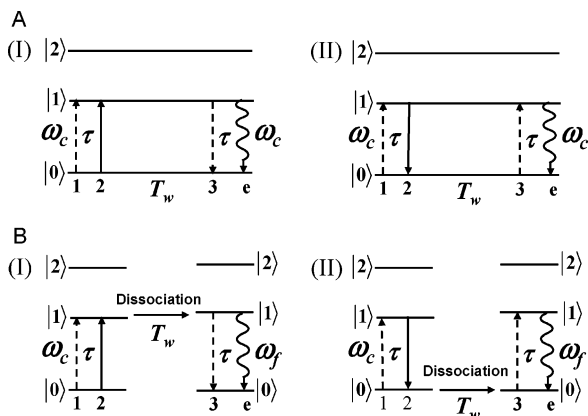 A
(I) |2⟩
|1⟩
ω_c τ ω_c
|0⟩
1 2 T_w 3 e
(II) |2⟩
|1⟩
ω_c τ τ ω_c
|0⟩
1 2 T_w 3 e
B
(I) |2⟩ |2⟩
Dissociation
|1⟩ T_w |1⟩
ω_c τ τ ω_f
|0⟩ |0⟩
1 2 3 e
(II) |2⟩ |2⟩
|1⟩ |1⟩
ω_c τ τ ω_f
Dissociation
|0⟩ |0⟩
1 2 T_w 3 e